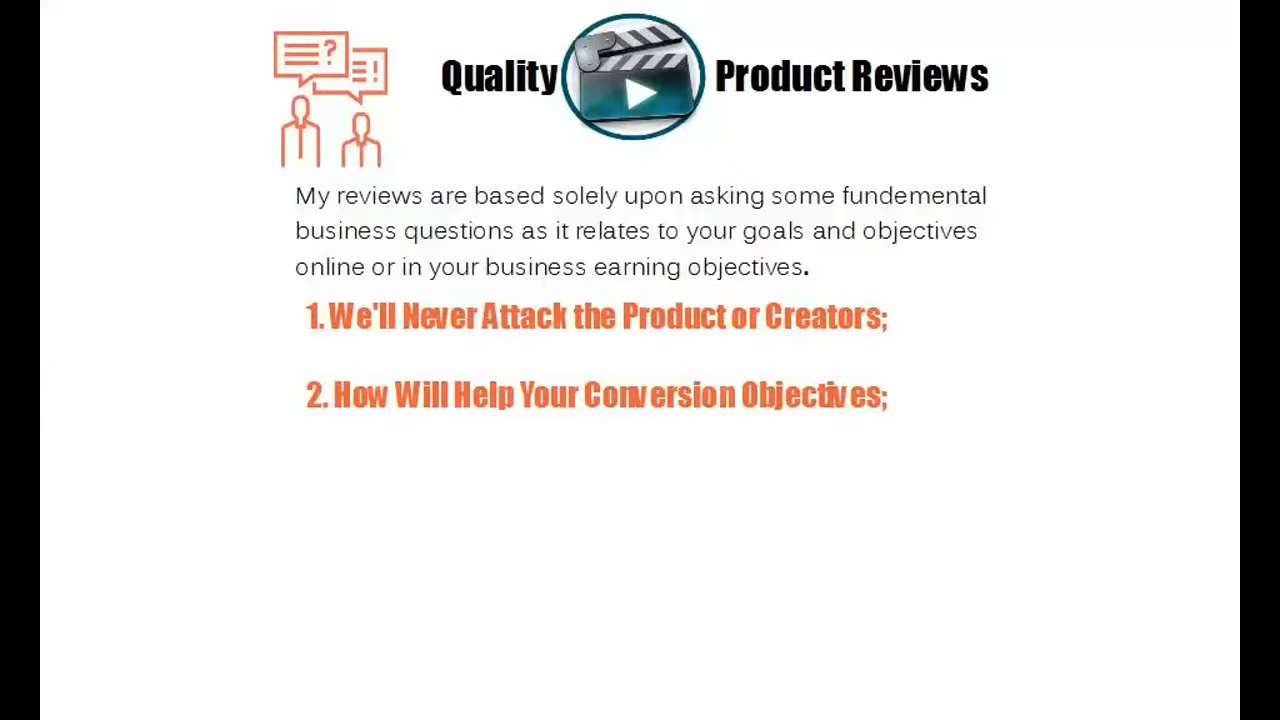 Quality Product Reviews
My reviews are based solely upon asking some fundemental
business questions as it relates to your goals and objectives
online or in your business earning objectives.
1. We'll Never Attack the Product or Creators;
2. How Will Help Your Conversion Objectives;